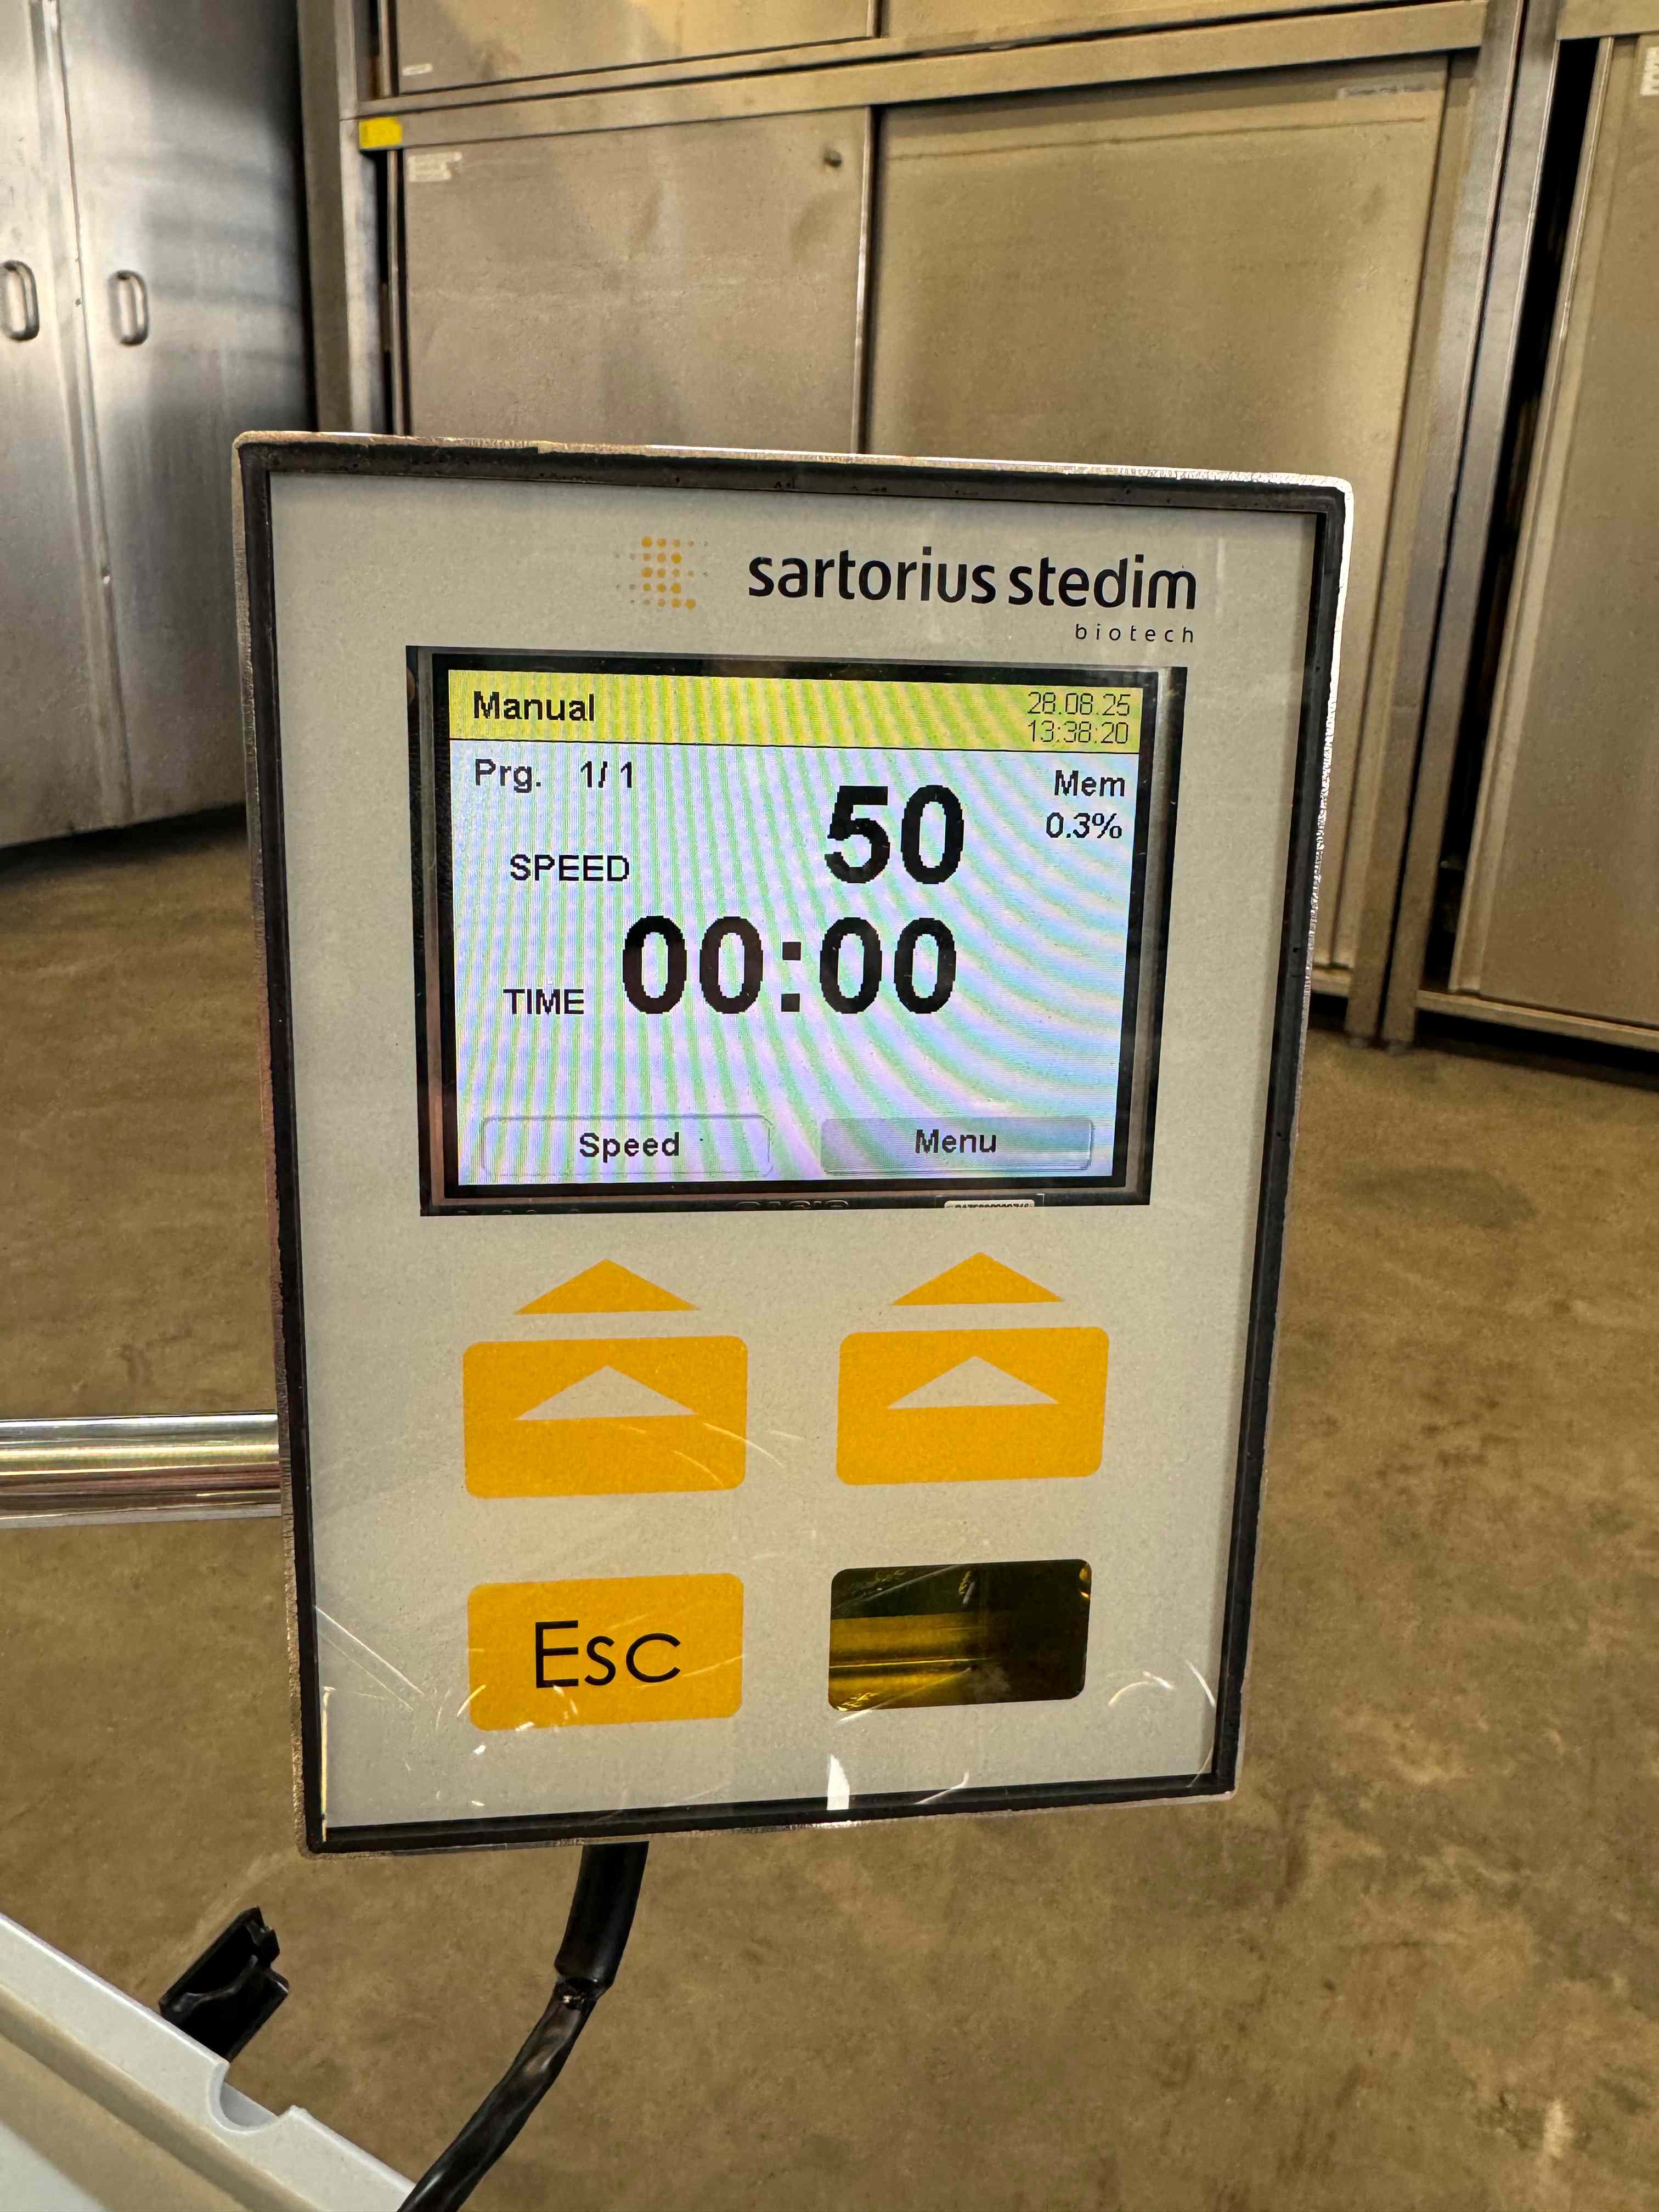 sartorius stedim
biotech
Manual
28.08.25
13:38:20
Prg. 1/ 1
Mem
0.3%
SPEED 50
TIME 00:00
Speed
Menu
Esc